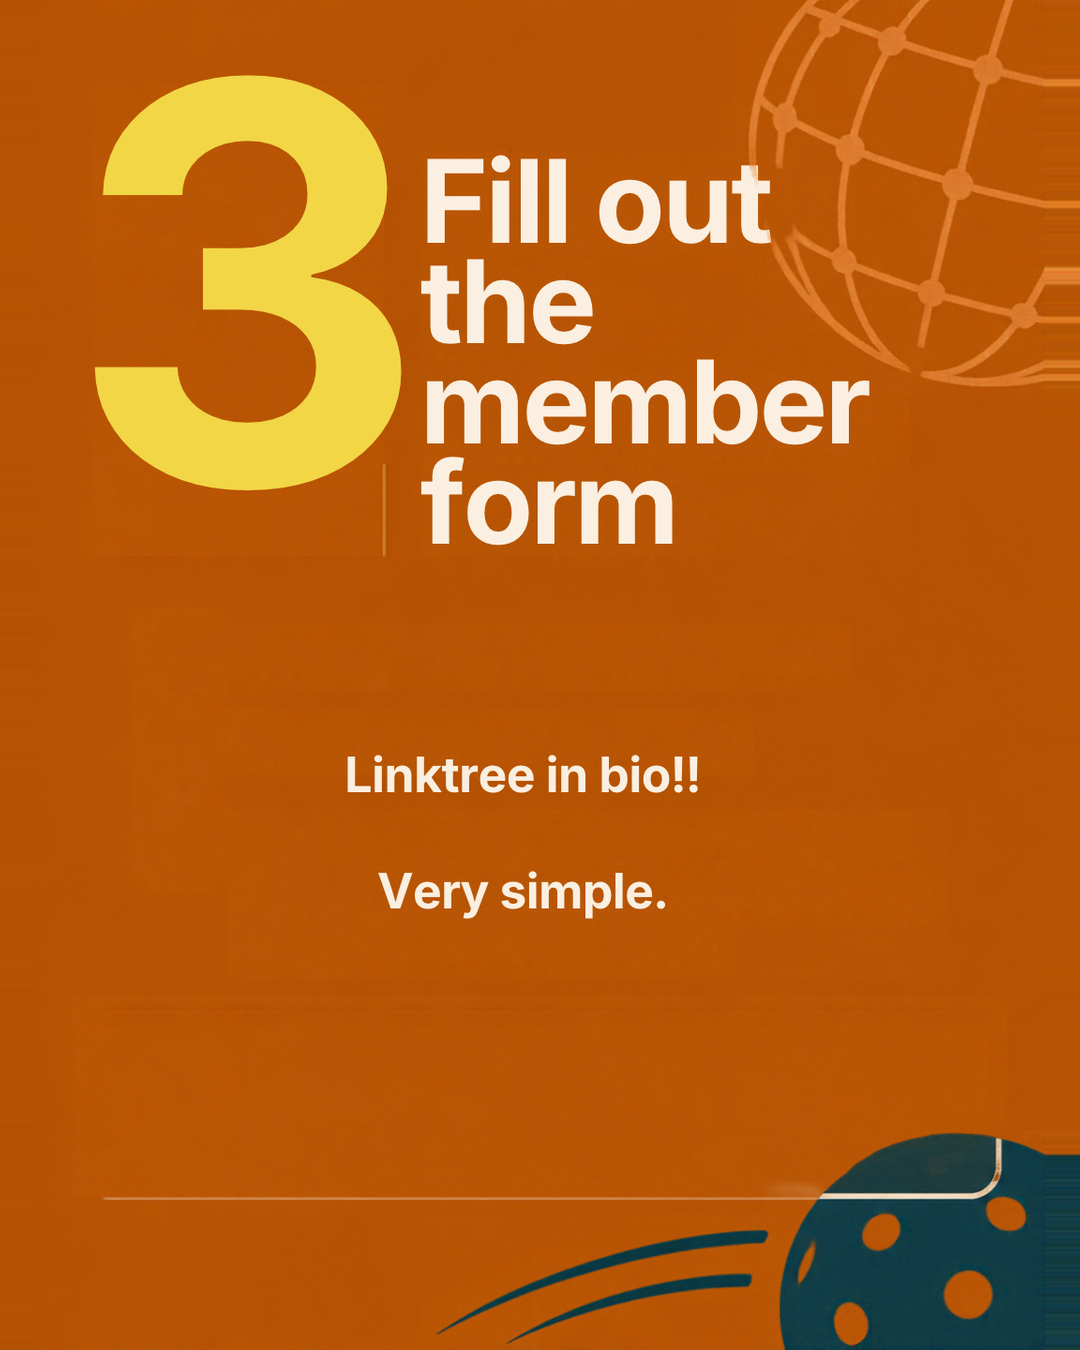 3
Fill out
the
member
form
Linktree in bio!!
Very simple.